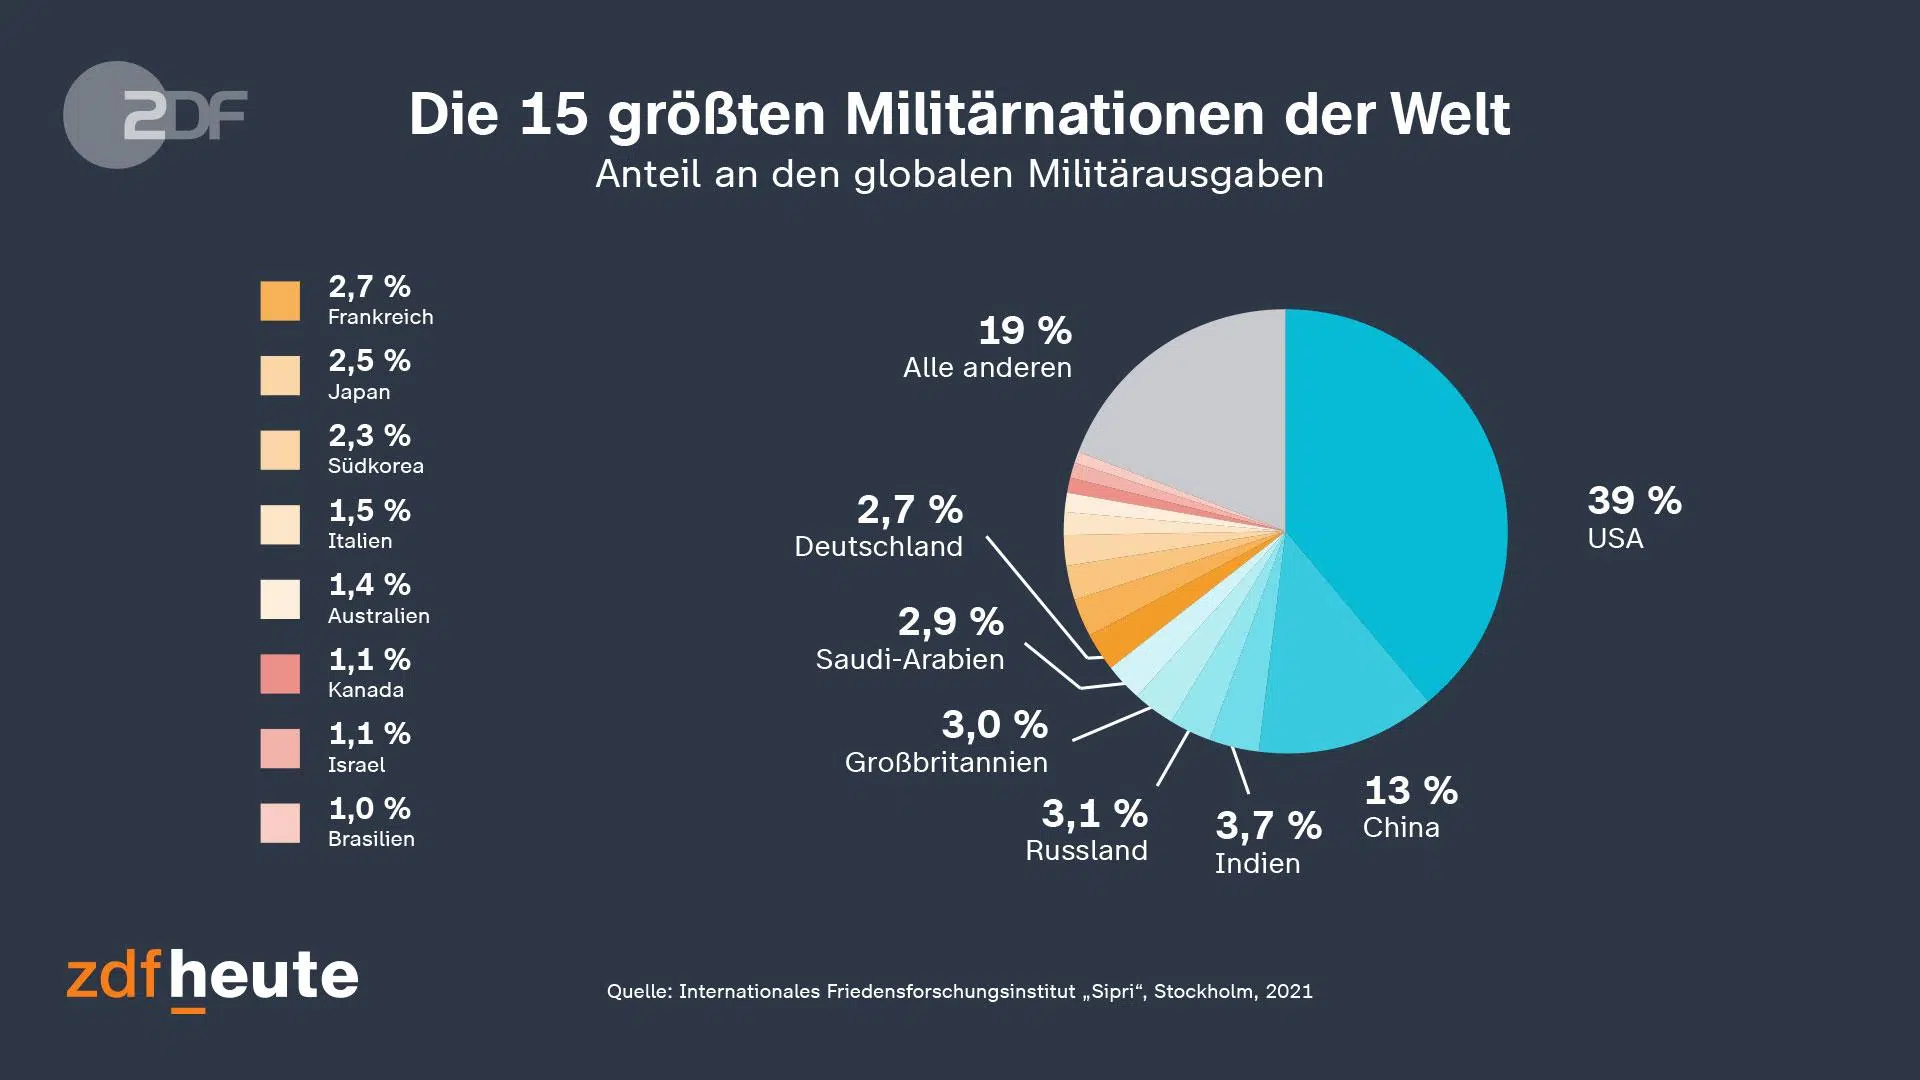 ZDF
Die 15 größten Militärnationen der Welt
Anteil an den globalen Militärausgaben
2,7 %
Frankreich
2,5 %
Japan
2,3 %
Südkorea
1,5 %
Italien
1,4 %
Australien
1,1 %
Kanada
1,1 %
Israel
1,0 %
Brasilien
19 %
Alle anderen
2,7 %
Deutschland
2,9 %
Saudi-Arabien
3,0 %
Großbritannien
3,1 %
Russland
3,7 %
Indien
13 %
China
39 %
USA
zdfheute
Quelle: Internationales Friedensforschungsinstitut „Sipri“, Stockholm, 2021